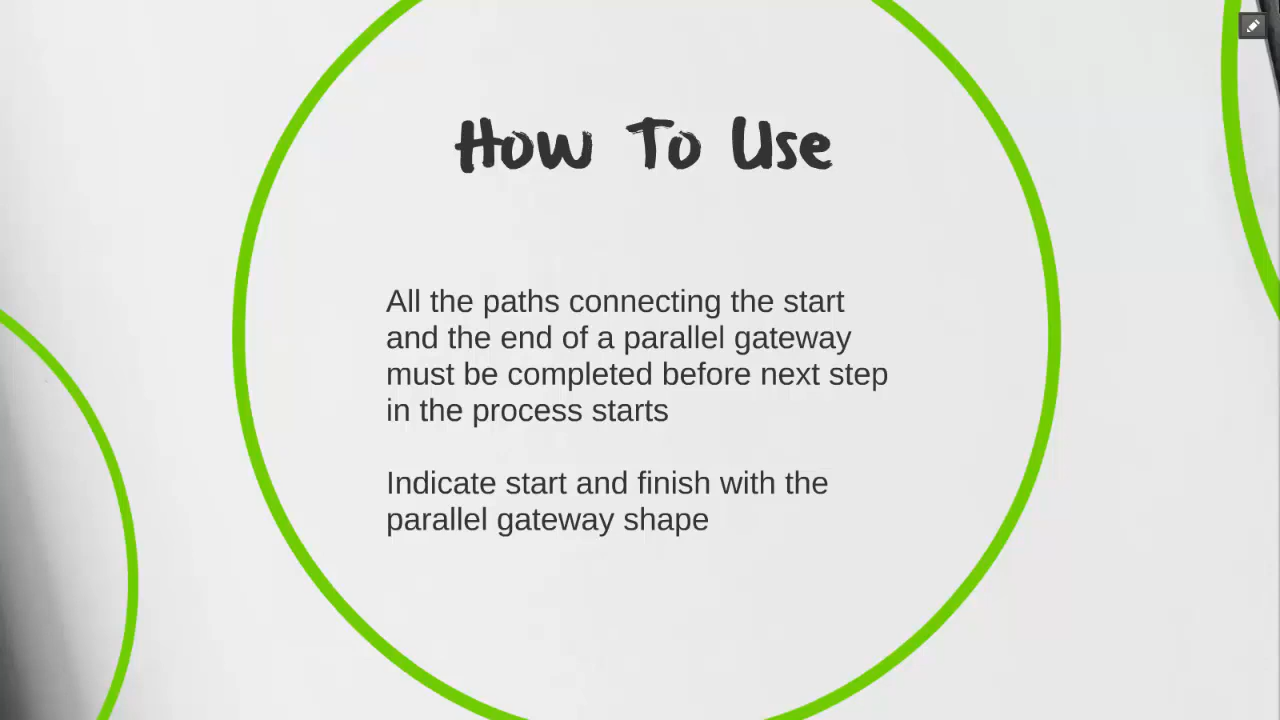 How To Use
All the paths connecting the start
and the end of a parallel gateway
must be completed before next step
in the process starts
Indicate start and finish with the
parallel gateway shape